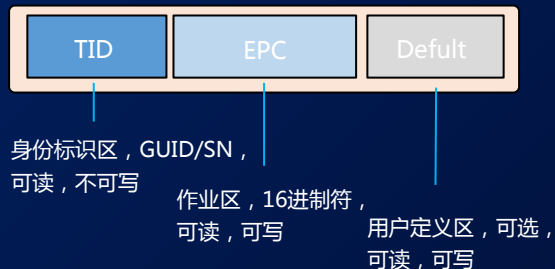 TID
EPC
Defult
身份标识区，GUID/SN，
可读，不可写
作业区，16进制符，
可读，可写
用户定义区，可选，
可读，可写